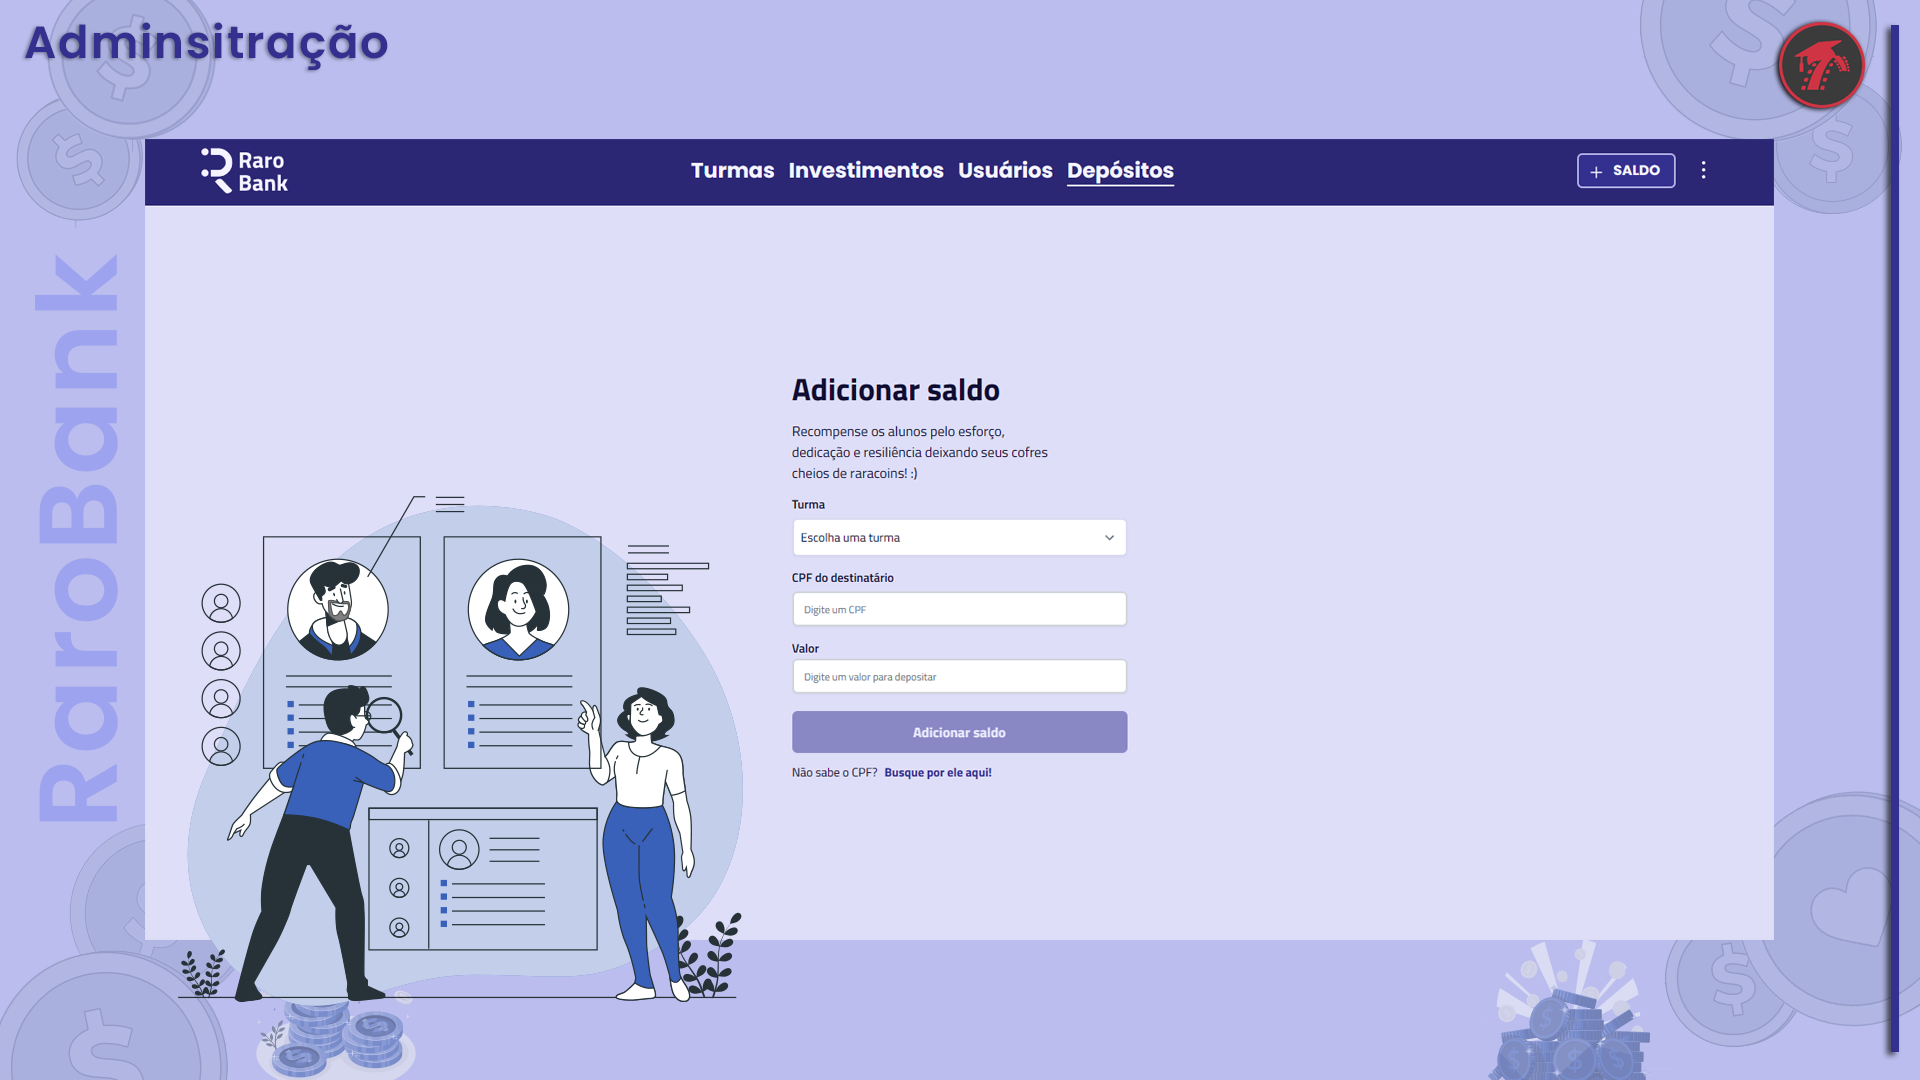 Adminsitração
Raro
Bank
Turmas Investimentos Usuários Depósitos
+ SALDO
RaroBank
Adicionar saldo
Recompense os alunos pelo esforço,
dedicação e resiliência deixando seus cofres
cheios de raracoins! :)
Turma
Escolha uma turma
CPF do destinatário
Digite um CPF
Valor
Digite um valor para depositar
Adicionar saldo
Não sabe o CPF? Busque por ele aqui!